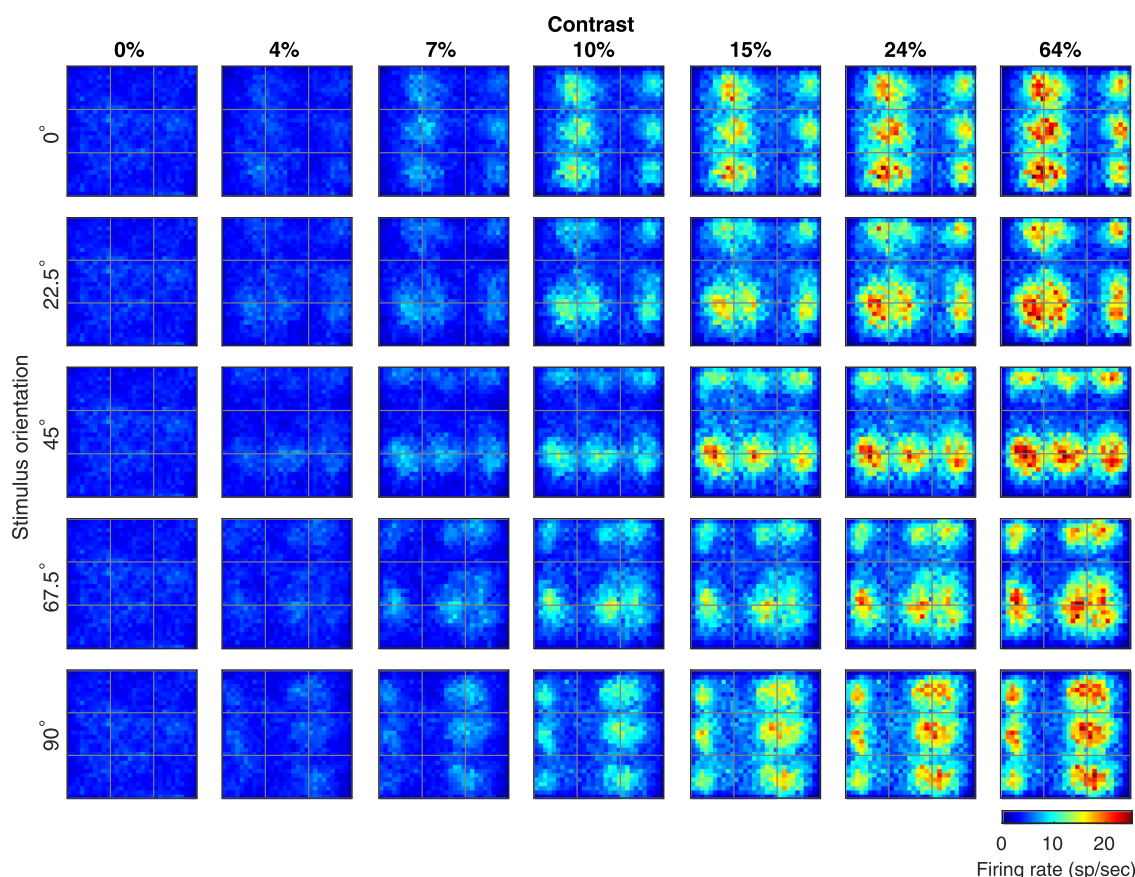 Contrast
0% 4% 7% 10% 15% 24% 64%
Stimulus orientation
0°
22.5°
45°
67.5°
90°
0 10 20
Firing rate (sp/sec)